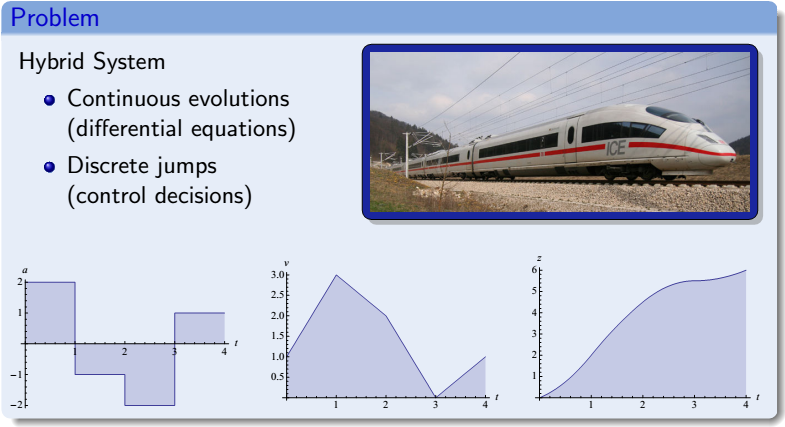 Problem
Hybrid System
Continuous evolutions
(differential equations)
Discrete jumps
(control decisions)
ICE
a
2
1
-1
-2
1 2 3 4 t
v
3.0
2.5
2.0
1.5
1.0
0.5
1 2 3 4 t
z
6
5
4
3
2
1
1 2 3 4 t